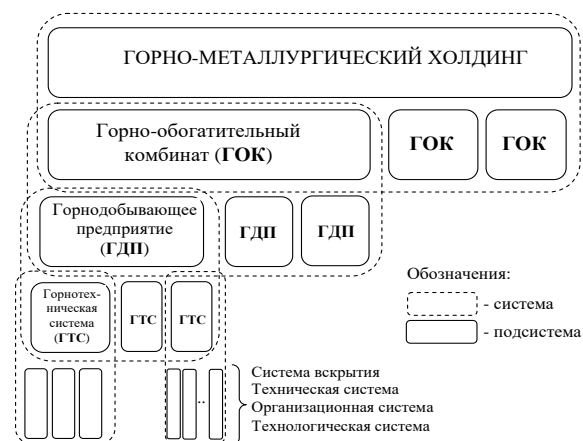 ГОРНО-МЕТАЛЛУРГИЧЕСКИЙ ХОЛДИНГ
Горно-обогатительный
комбинат (ГОК)
ГОК
ГОК
Горнодобывающее
предприятие
(ГДП)
ГДП
ГДП
Горнотех-
ническая
система
(ГТС)
ГТС
ГТС
Обозначения:
- система
- подсистема
..
Система вскрытия
Техническая система
Организационная система
Технологическая система